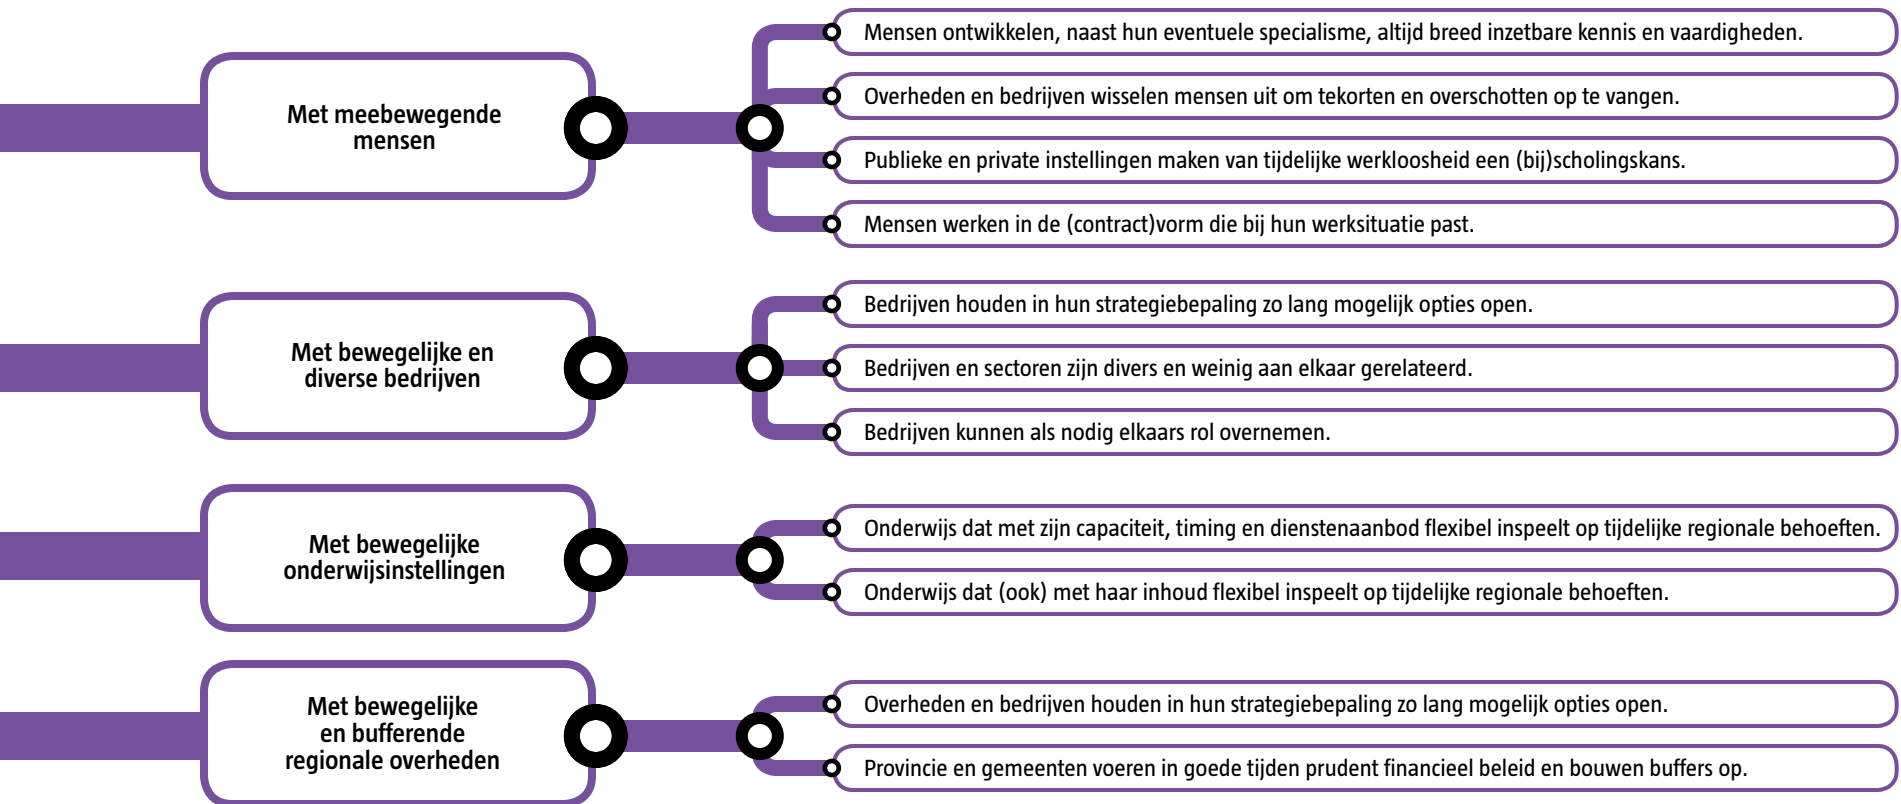 Met meebewegende
mensen
Mensen ontwikkelen, naast hun eventuele specialisme, altijd breed inzetbare kennis en vaardigheden.
Overheden en bedrijven wisselen mensen uit om tekorten en overschotten op te vangen.
Publieke en private instellingen maken van tijdelijke werkloosheid een (bij)scholingskans.
Mensen werken in de (contract)vorm die bij hun werksituatie past.
Met bewegelijke en
diverse bedrijven
Bedrijven houden in hun strategiebepaling zo lang mogelijk opties open.
Bedrijven en sectoren zijn divers en weinig aan elkaar gerelateerd.
Bedrijven kunnen als nodig elkaars rol overnemen.
Met bewegelijke
onderwijsinstellingen
Onderwijs dat met zijn capaciteit, timing en dienstenaanbod flexibel inspeelt op tijdelijke regionale behoeften.
Onderwijs dat (ook) met haar inhoud flexibel inspeelt op tijdelijke regionale behoeften.
Met bewegelijke
en bufferende
regionale overheden
Overheden en bedrijven houden in hun strategiebepaling zo lang mogelijk opties open.
Provincie en gemeenten voeren in goede tijden prudent financieel beleid en bouwen buffers op.